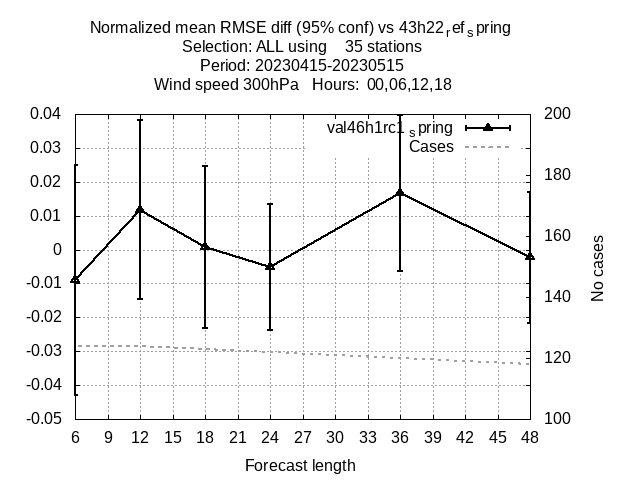 Normalized mean RMSE diff (95% conf) vs 43h22refspring
Selection: ALL using 35 stations
Period: 20230415-20230515
Wind speed 300hPa Hours: 00,06,12,18
val46h1rc1spring
Cases
0.04
0.03
0.02
0.01
0
-0.01
-0.02
-0.03
-0.04
-0.05
200
180
160
140
120
100
No cases
6 9 12 15 18 21 24 27 30 33 36 39 42 45 48
Forecast length